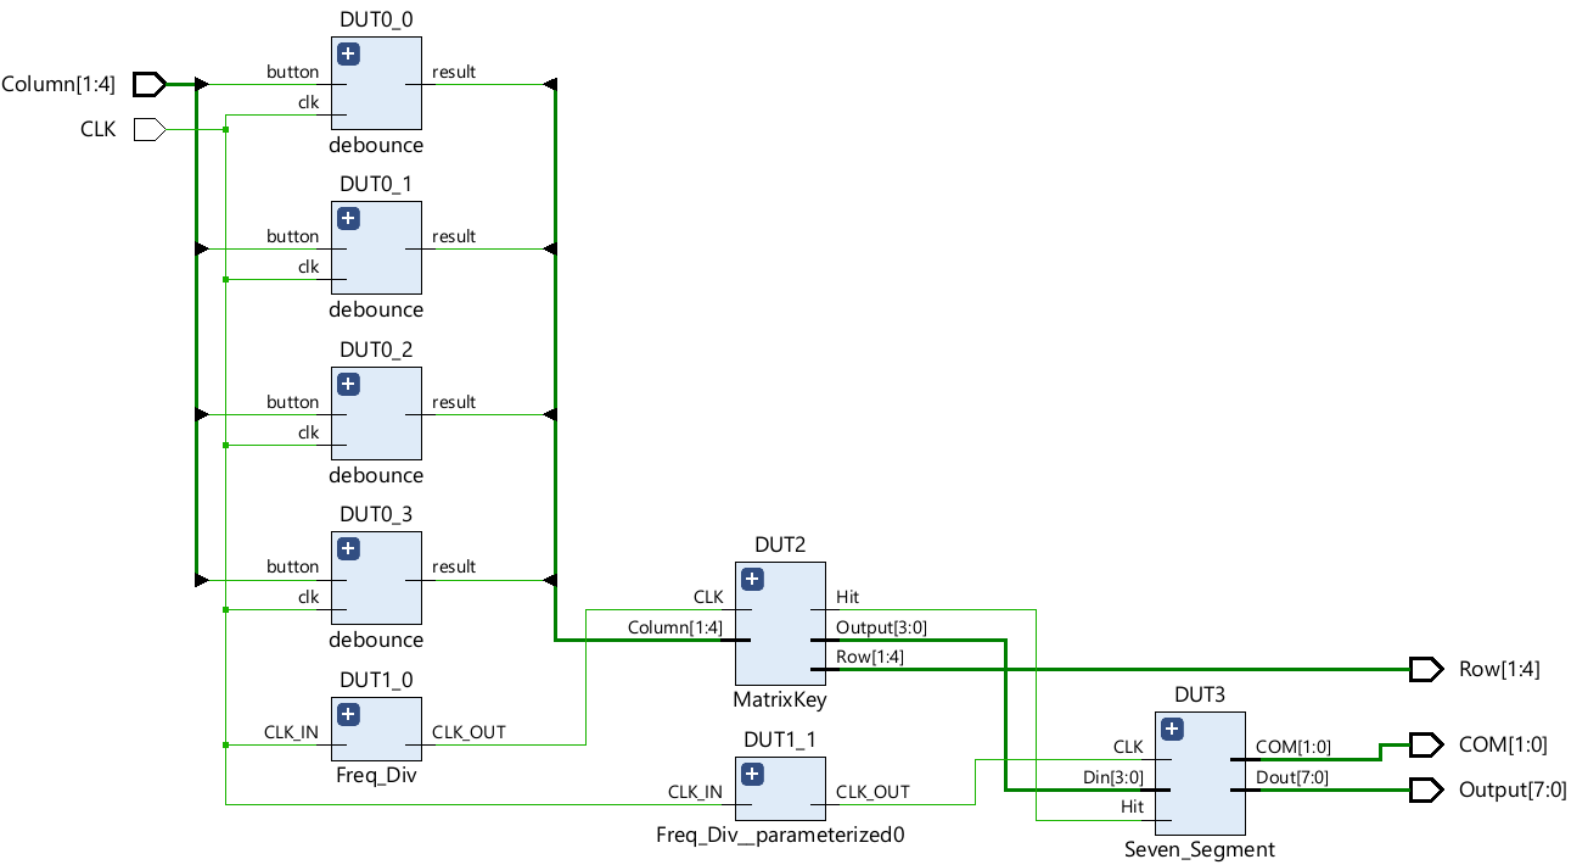 DUT0_0
Column[1:4]
button
result
clk
CLK
debounce
DUT0_1
button
result
clk
debounce
DUT0_2
button
result
clk
debounce
DUT0_3
button
result
clk
debounce
DUT1_0
CLK_IN
CLK_OUT
Freq_Div
DUT2
CLK
Hit
Column[1:4]
Output[3:0]
Row[1:4]
MatrixKey
Row[1:4]
DUT1_1
CLK_IN
CLK_OUT
Freq_Div__parameterized0
DUT3
CLK
COM[1:0]
Din[3:0]
Dout[7:0]
Hit
Seven_Segment
COM[1:0]
Output[7:0]